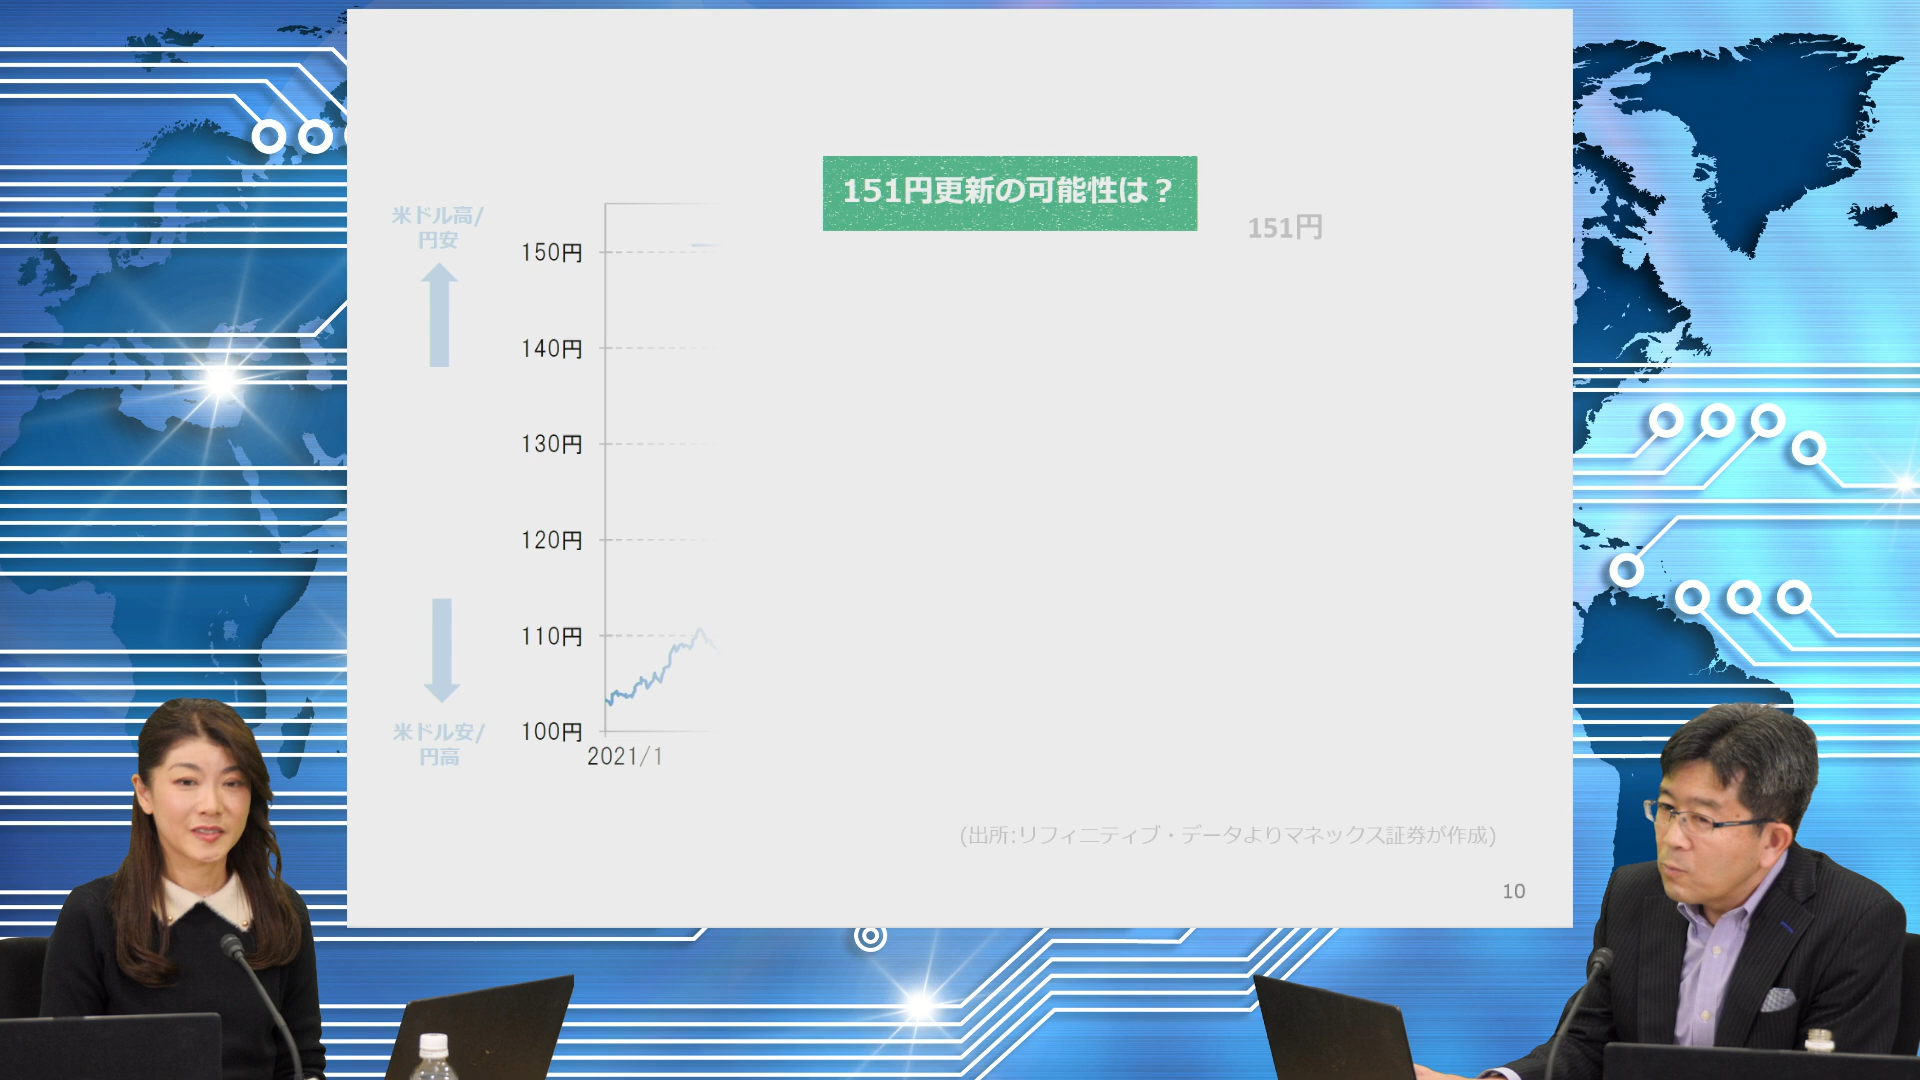 151円更新の可能性は？
151円
米ドル高/
円安
150円
140円
130円
120円
110円
100円
2021/1
米ドル安/
円高
(出所:リフィニティブ・データよりマネックス証券が作成)
10